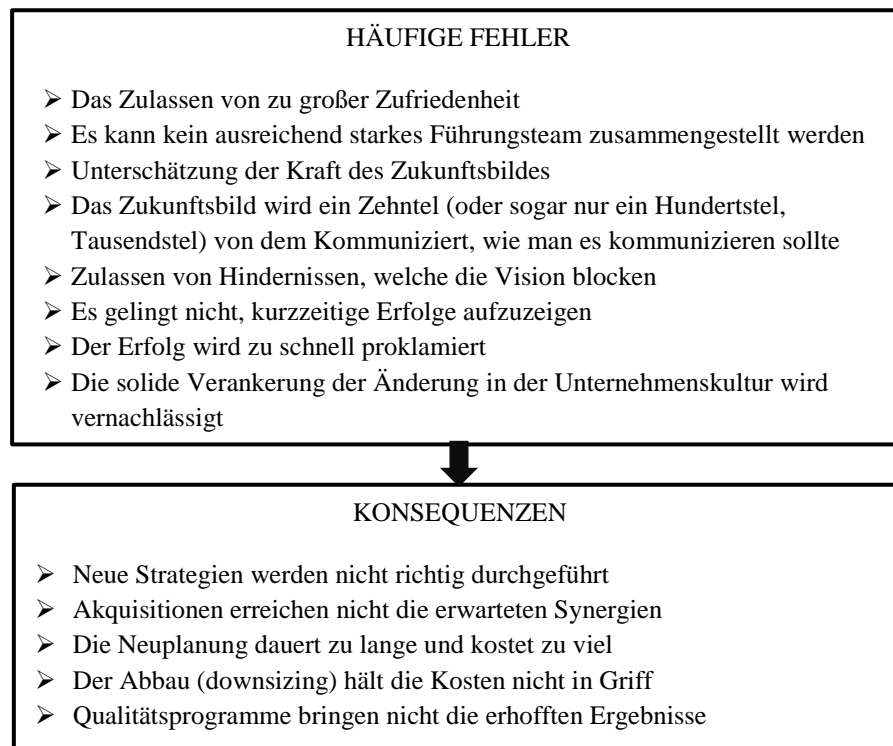 HÄUFIGE FEHLER
➢ Das Zulassen von zu großer Zufriedenheit
➢ Es kann kein ausreichend starkes Führungsteam zusammengestellt werden
➢ Unterschätzung der Kraft des Zukunftsbildes
➢ Das Zukunftsbild wird ein Zehntel (oder sogar nur ein Hundertstel,
Tausendstel) von dem Kommuniziert, wie man es kommunizieren sollte
➢ Zulassen von Hindernissen, welche die Vision blocken
➢ Es gelingt nicht, kurzzeitige Erfolge aufzuzeigen
➢ Der Erfolg wird zu schnell proklamiert
➢ Die solide Verankerung der Änderung in der Unternehmenskultur wird
vernachlässigt
KONSEQUENZEN
➢ Neue Strategien werden nicht richtig durchgeführt
➢ Akquisitionen erreichen nicht die erwarteten Synergien
➢ Die Neuplanung dauert zu lange und kostet zu viel
➢ Der Abbau (downsizing) hält die Kosten nicht in Griff
➢ Qualitätsprogramme bringen nicht die erhofften Ergebnisse